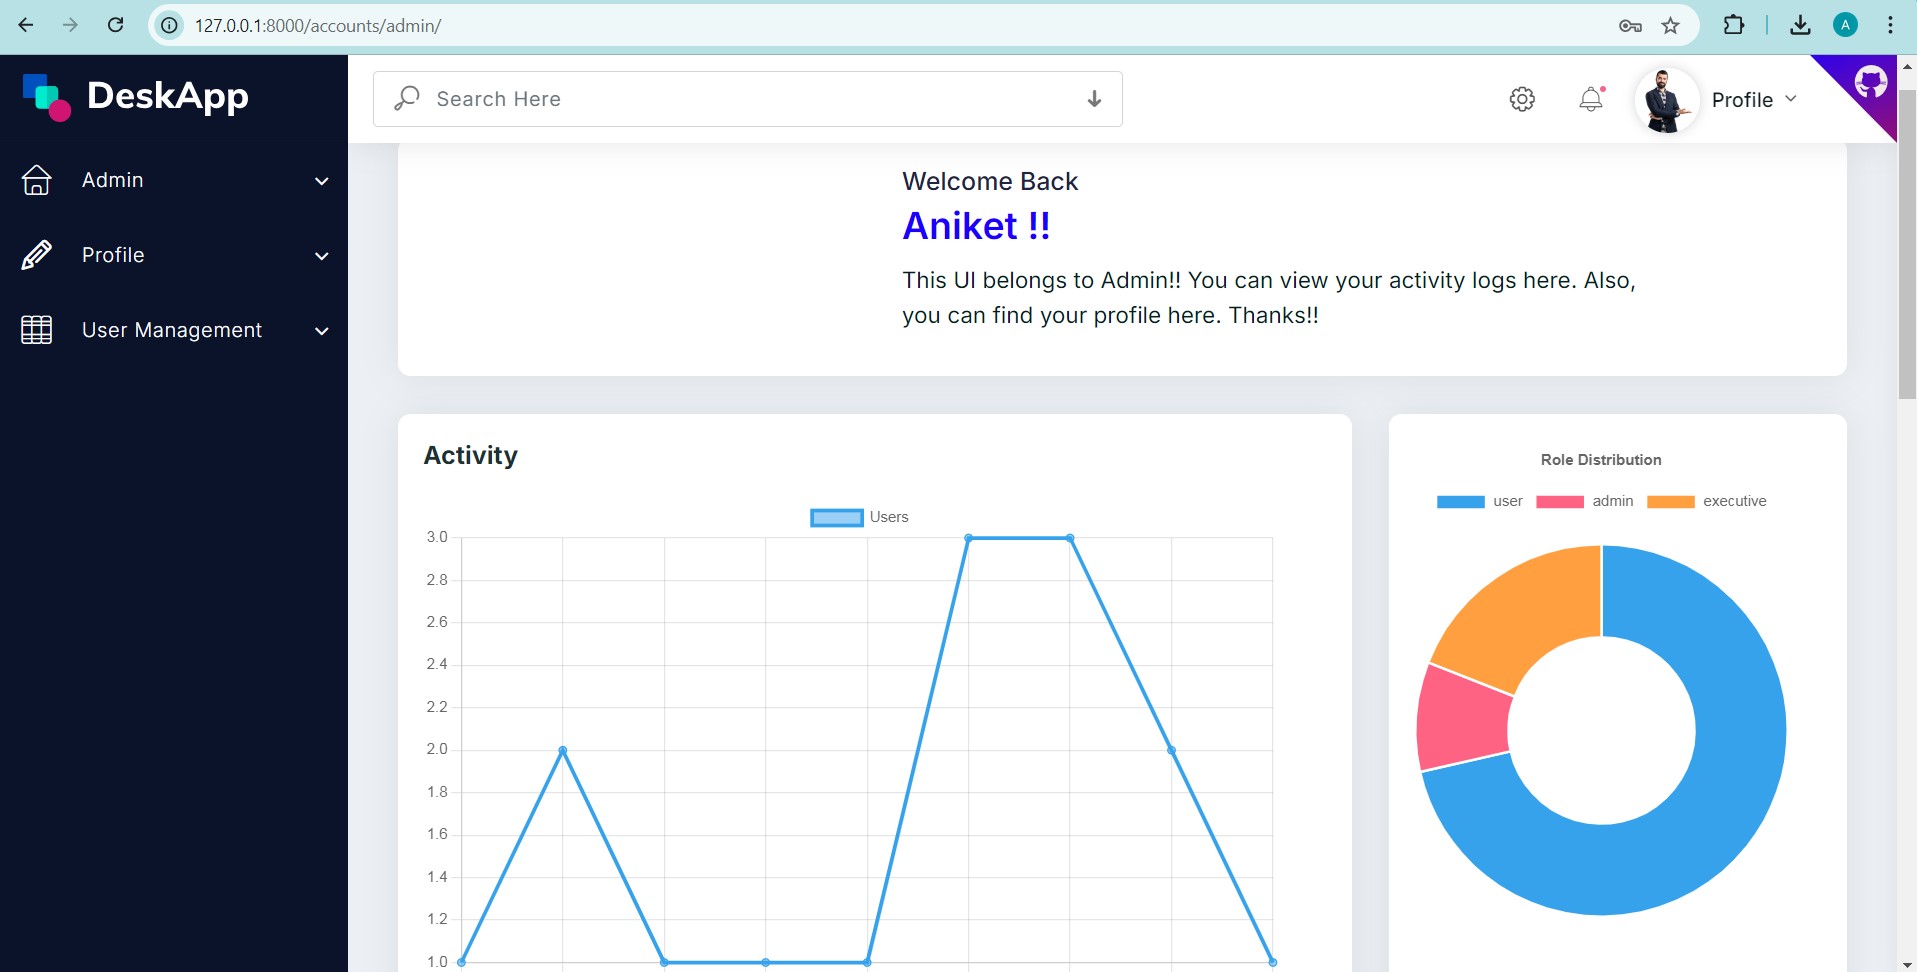 127.0.0.1:8000/accounts/admin/
A
DeskApp
Search Here
Profile
Admin
Profile
User Management
Welcome Back
Aniket !!
This UI belongs to Admin!! You can view your activity logs here. Also,
you can find your profile here. Thanks!!
Activity
Users
3.0
2.8
2.6
2.4
2.2
2.0
1.8
1.6
1.4
1.2
1.0
Role Distribution
user admin executive